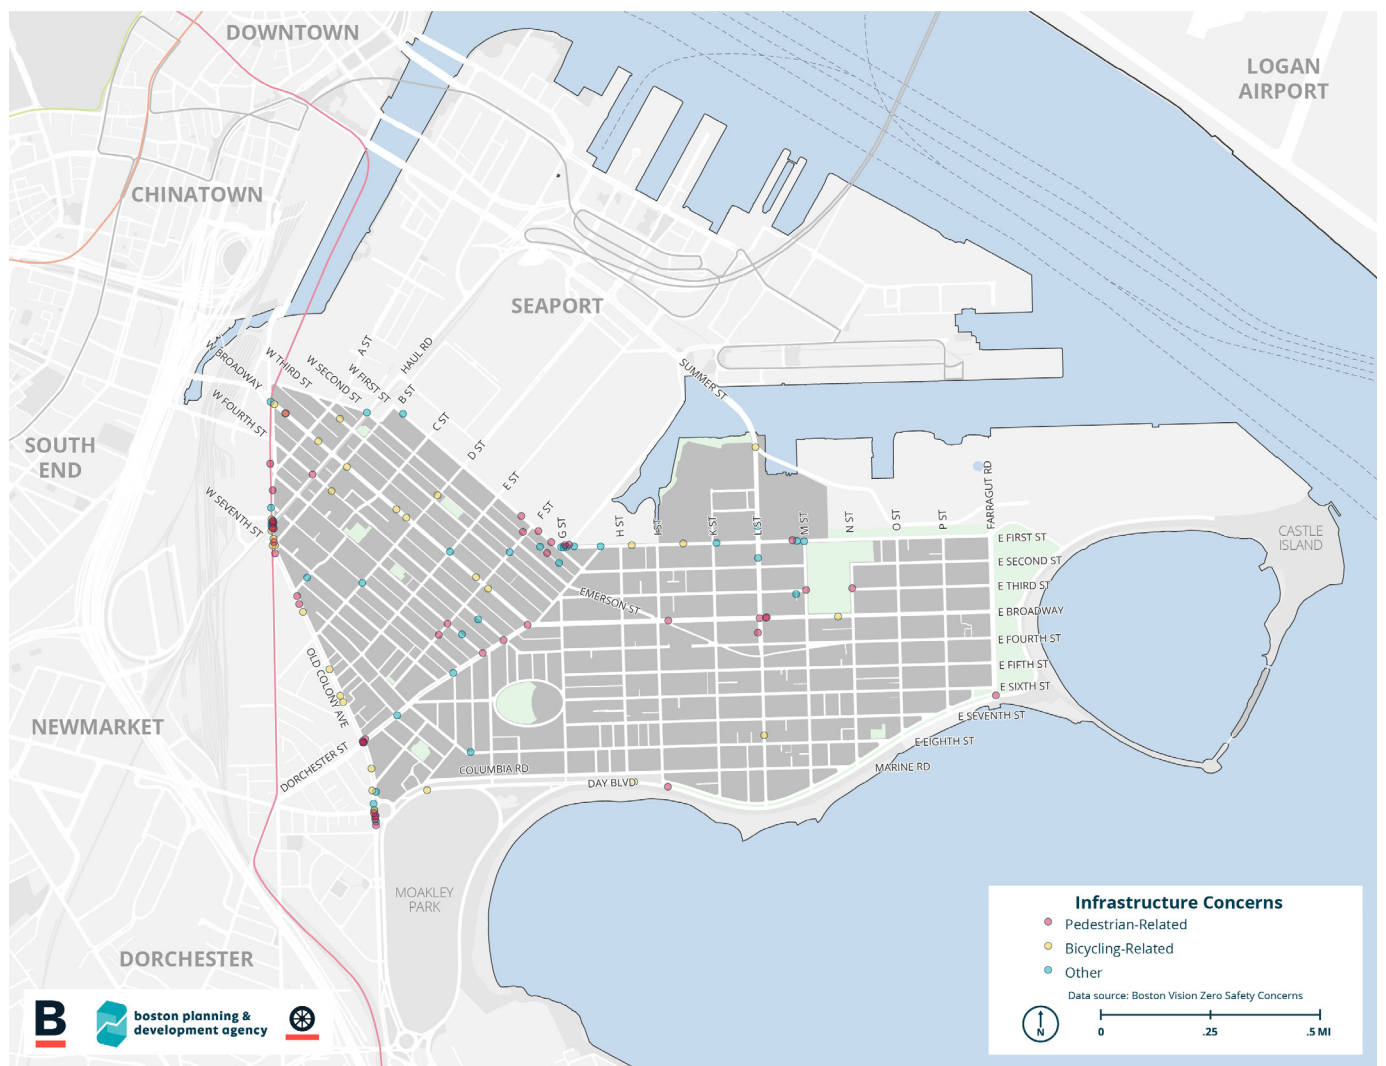 DOWNTOWN
LOGAN
AIRPORT
CHINATOWN
SEAPORT
A ST
HAUL RD
W BROADWAY
W THIRD ST
W SECOND ST
W FIRST ST
B ST
SUMMER ST
W FOURTH ST
C ST
SOUTH
END
D ST
E ST
FARRAGUT RD
W SEVENTH ST
F ST
G ST
H ST
I ST
K ST
L ST
M ST
N ST
O ST
P ST
E FIRST ST
CASTLE
ISLAND
E SECOND ST
E THIRD ST
EMERSON ST
E BROADWAY
E FOURTH ST
E FIFTH ST
OLD COLONY AVE
E SIXTH ST
E SEVENTH ST
NEWMARKET
E EIGHTH ST
DORCHESTER ST
COLUMBIA RD
MARINE RD
DAY BLVD
MOAKLEY
PARK
Infrastructure Concerns
Pedestrian-Related
Bicycling-Related
Other
Data source: Boston Vision Zero Safety Concerns
N
0 .25 .5 MI
DORCHESTER
B
boston planning &
development agency